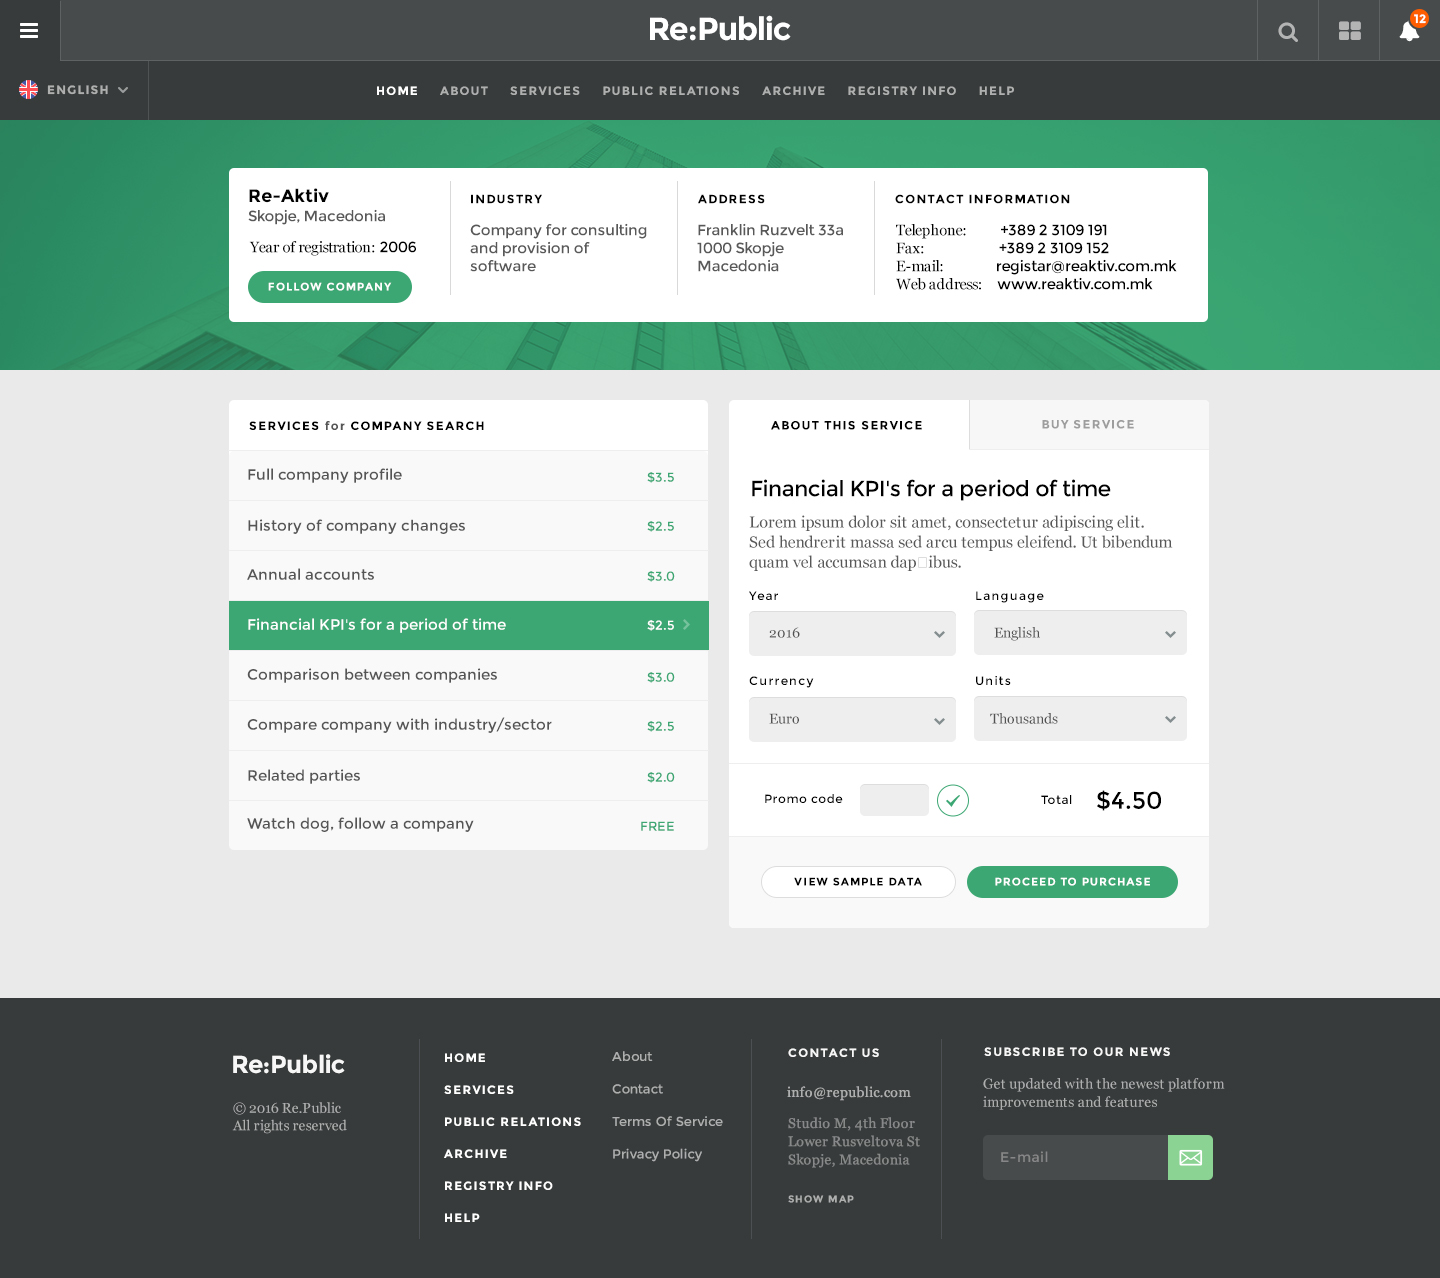 Re:Public
12
ENGLISH
HOME ABOUT SERVICES PUBLIC RELATIONS ARCHIVE REGISTRY INFO HELP
Re-Aktiv
Skopje, Macedonia
Year of registration: 2006
FOLLOW COMPANY
INDUSTRY
Company for consulting
and provision of
software
ADDRESS
Franklin Ruzvelt 33a
1000 Skopje
Macedonia
CONTACT INFORMATION
Telephone: +389 2 3109 191
Fax: +389 2 3109 152
E-mail: registar@reaktiv.com.mk
Web address: www.reaktiv.com.mk
SERVICES for COMPANY SEARCH
Full company profile $3.5
History of company changes $2.5
Annual accounts $3.0
Financial KPI's for a period of time $2.5
Comparison between companies $3.0
Compare company with industry/sector $2.5
Related parties $2.0
Watch dog, follow a company FREE
ABOUT THIS SERVICE
BUY SERVICE
Financial KPI's for a period of time
Lorem ipsum dolor sit amet, consectetur adipiscing elit.
Sed hendrerit massa sed arcu tempus eleifend. Ut bibendum
quam vel accumsan dap□ibus.
Year
2016
Language
English
Currency
Euro
Units
Thousands
Promo code
Total $4.50
VIEW SAMPLE DATA
PROCEED TO PURCHASE
Re:Public
© 2016 Re.Public
All rights reserved
HOME
SERVICES
PUBLIC RELATIONS
ARCHIVE
REGISTRY INFO
HELP
About
Contact
Terms Of Service
Privacy Policy
CONTACT US
info@republic.com
Studio M, 4th Floor
Lower Rusveltova St
Skopje, Macedonia
SHOW MAP
SUBSCRIBE TO OUR NEWS
Get updated with the newest platform
improvements and features
E-mail